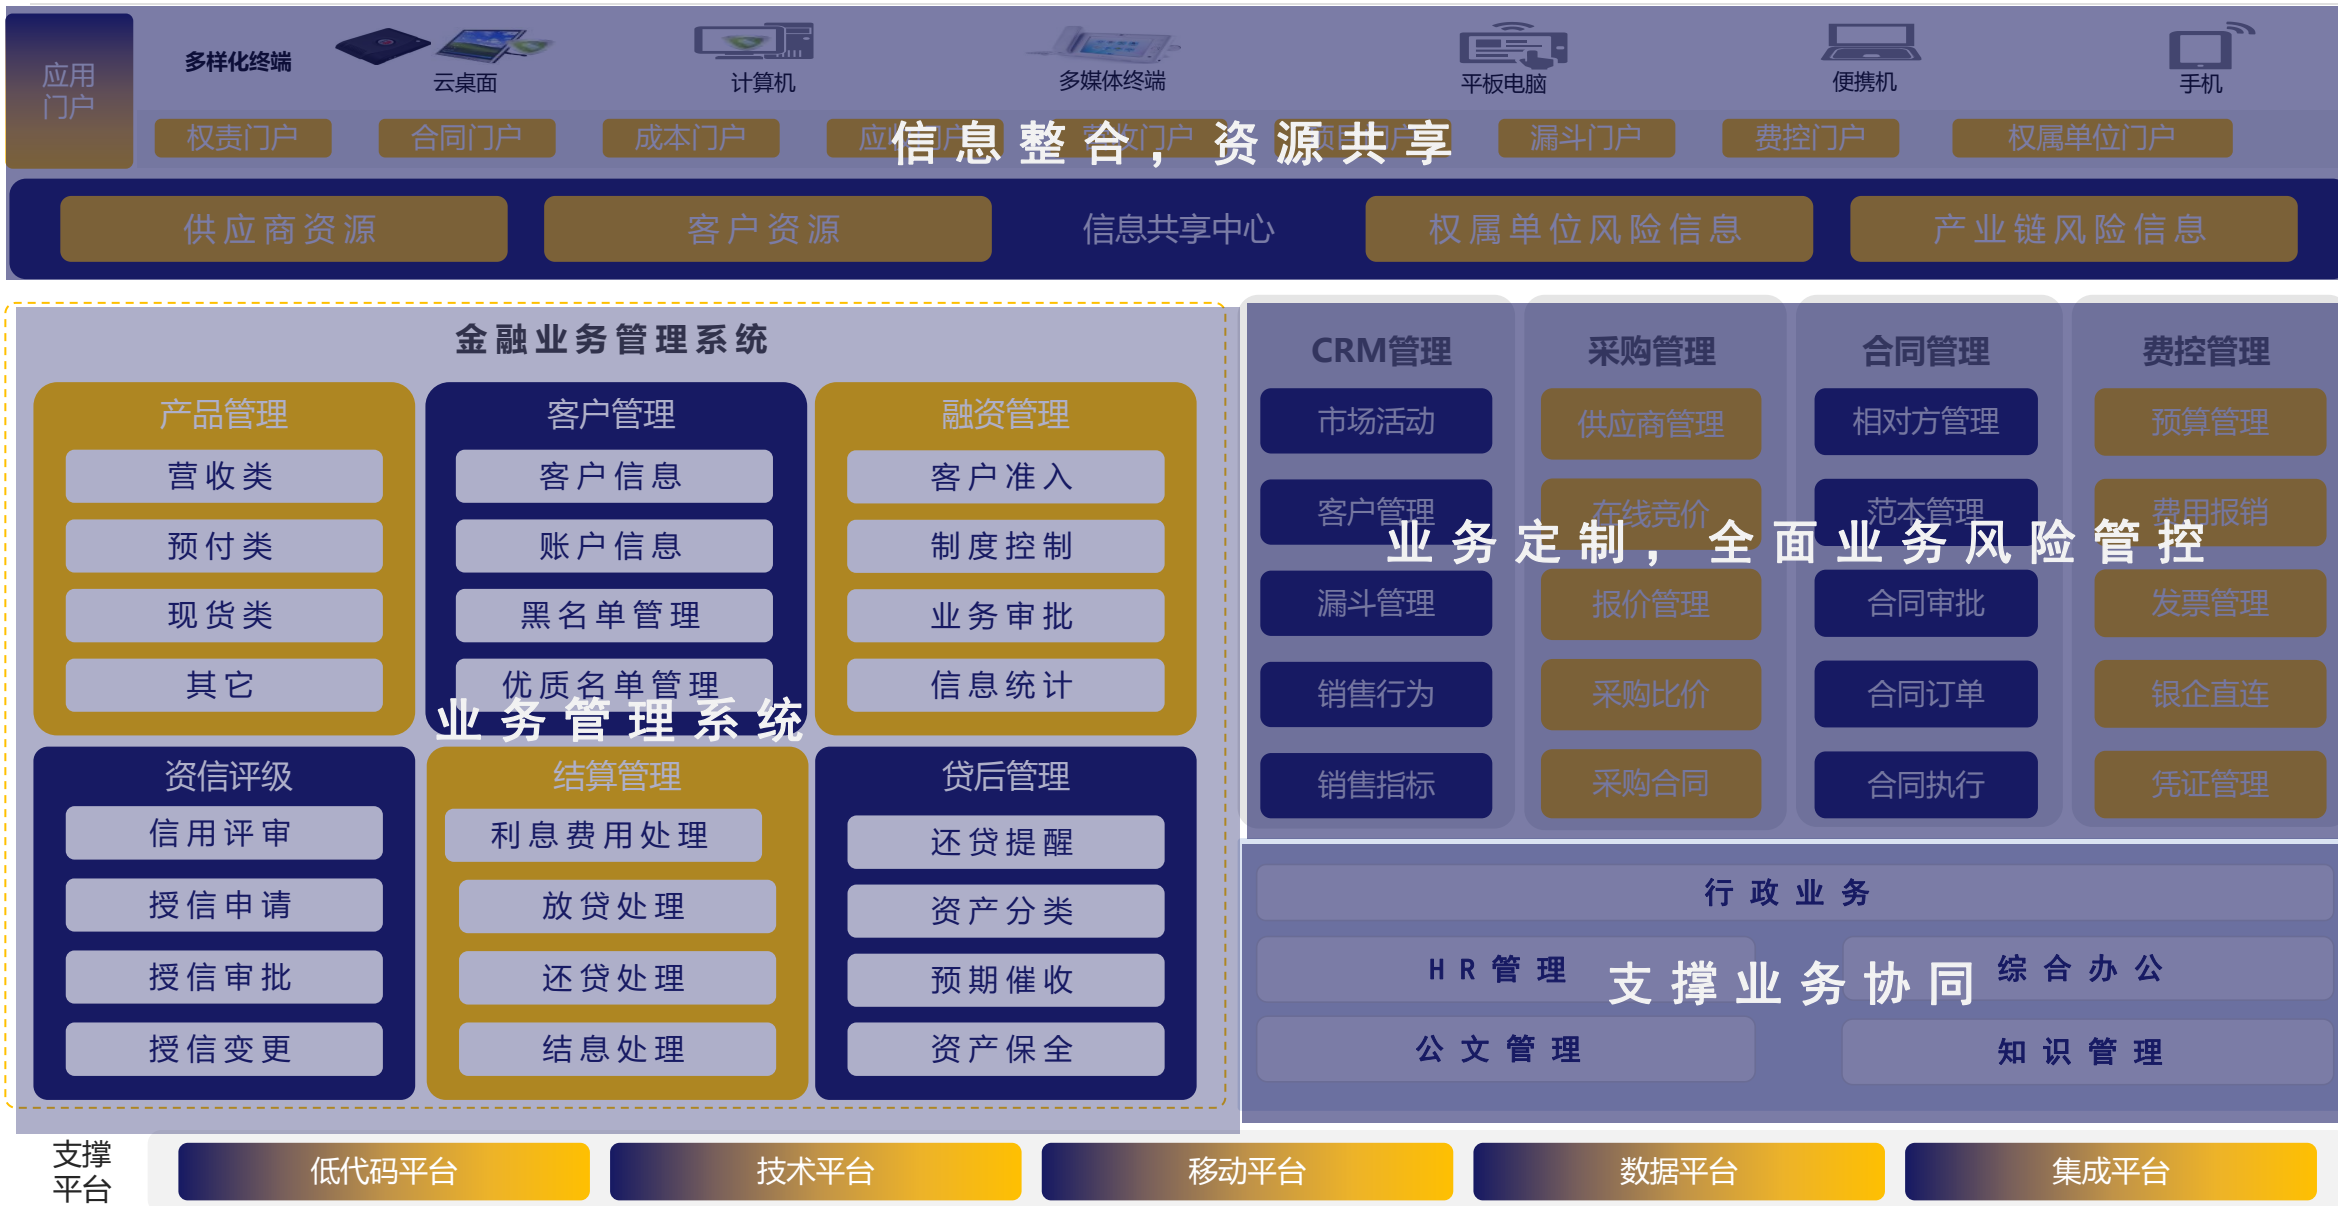 应用
门户
多样化终端
云桌面
计算机
多媒体终端
平板电脑
便携机
手机
权责门户
合同门户
成本门户
漏斗门户
费控门户
权属单位门户
信息整合，资源共享
供应商资源
客户资源
信息共享中心
权属单位风险信息
产业链风险信息
金融业务管理系统
产品管理
营收类
预付类
现货类
其它
客户管理
客户信息
账户信息
黑名单管理
优质名单管理
融资管理
客户准入
制度控制
业务审批
信息统计
业务管理系统
资信评级
信用评审
授信申请
授信审批
授信变更
结算管理
利息费用处理
放贷处理
还贷处理
结息处理
贷后管理
还贷提醒
资产分类
预期催收
资产保全
CRM管理
市场活动
客户管理
漏斗管理
销售行为
销售指标
采购管理
供应商管理
在线竞价
报价管理
采购比价
采购合同
合同管理
相对方管理
范本管理
合同审批
合同订单
合同执行
费控管理
预算管理
费用报销
发票管理
银企直连
凭证管理
业务定制，全面业务风险管控
行政业务
HR管理
综合办公
支撑业务协同
公文管理
知识管理
支撑
平台
低代码平台
技术平台
移动平台
数据平台
集成平台